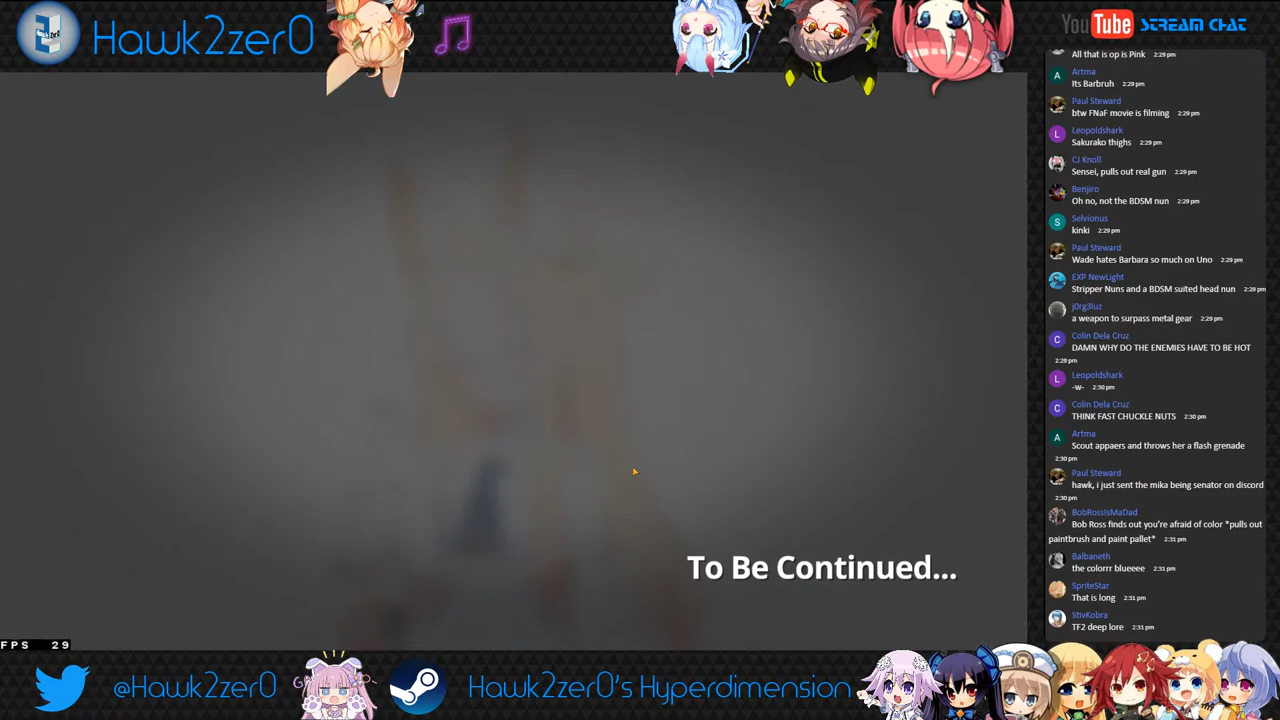 Hawk2zer0
You Tube STREAM CHAT
All that is op is Pink 2:29 pm
A Artma
Its Barbruh 2:29 pm
Paul Steward
btw FNaF movie is filming 2:29 pm
L Leopoldshark
Sakurako thighs 2:29 pm
CJ Knoll
Sensei, pulls out real gun 2:29 pm
Benjiro
Oh no, not the BDSM nun 2:29 pm
S Selvionus
kinki 2:29 pm
Paul Steward
Wade hates Barbara so much on Uno 2:29 pm
EXP NewLight
Stripper Nuns and a BDSM suited head nun 2:29 pm
j0rg3luz
a weapon to surpass metal gear 2:29 pm
C Colin Dela Cruz
DAMN WHY DO THE ENEMIES HAVE TO BE HOT
2:29 pm
L Leopoldshark
-w- 2:30 pm
C Colin Dela Cruz
THINK FAST CHUCKLE NUTS 2:30 pm
A Artma
Scout appaers and throws her a flash grenade
2:30 pm
Paul Steward
hawk, i just sent the mika being senator on discord
2:30 pm
BobRossIsMaDad
Bob Ross finds out you're afraid of color *pulls out
paintbrush and paint pallet* 2:31 pm
Balbaneth
the colorrr blueeee 2:31 pm
SpriteStar
That is long 2:31 pm
StivKobra
TF2 deep lore 2:31 pm
To Be Continued...
FPS 29
@Hawk2zer0
Hawk2zer0's Hyperdimension